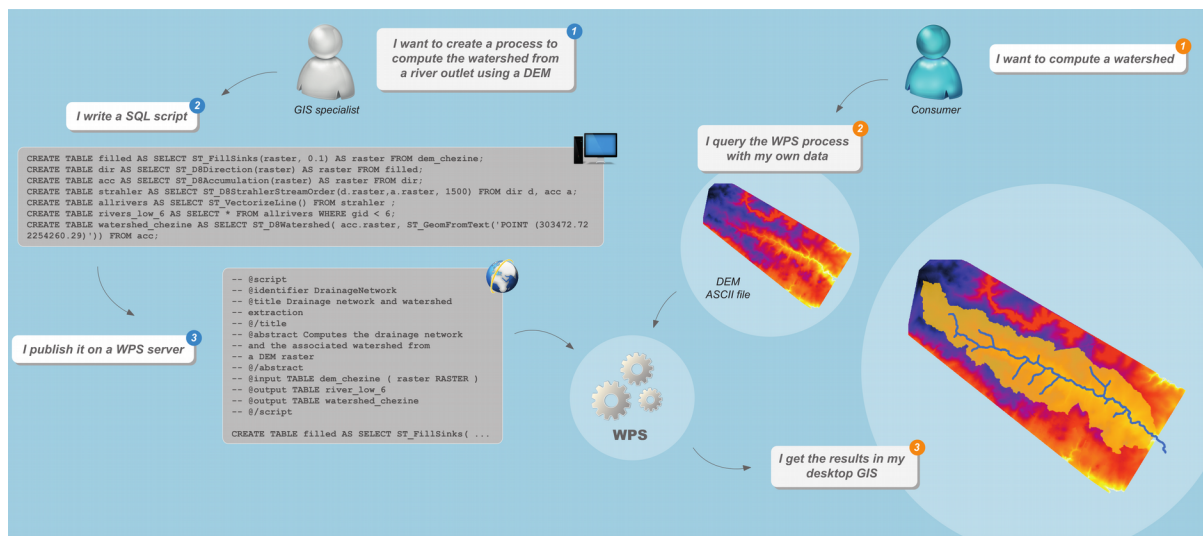 1
I want to create a process to
compute the watershed from
a river outlet using a DEM
GIS specialist
2
I write a SQL script
CREATE TABLE filled AS SELECT ST_FillSinks(raster, 0.1) AS raster FROM dem_chezine;
CREATE TABLE dir AS SELECT ST_D8Direction(raster) AS raster FROM filled;
CREATE TABLE acc AS SELECT ST_D8Accumulation(raster) AS raster FROM dir;
CREATE TABLE strahler AS SELECT ST_D8StrahlerStreamOrder(d.raster,a.raster, 1500) FROM dir d, acc a;
CREATE TABLE allrivers AS SELECT ST_VectorizeLine() FROM strahler ;
CREATE TABLE rivers_low_6 AS SELECT * FROM allrivers WHERE gid < 6;
CREATE TABLE watershed_chezine AS SELECT ST_D8Watershed( acc.raster, ST_GeomFromText('POINT (303472.72
2254260.29)')) FROM acc;
3
I publish it on a WPS server
-- @script
-- @identifier DrainageNetwork
-- @title Drainage network and watershed
-- extraction
-- @/title
-- @abstract Computes the drainage network
-- and the associated watershed from
-- a DEM raster
-- @/abstract
-- @input TABLE dem_chezine ( raster RASTER )
-- @output TABLE river_low_6
-- @output TABLE watershed_chezine
-- @/script
CREATE TABLE filled AS SELECT ST_FillSinks( ...
WPS
1
I want to compute a watershed
Consumer
2
I query the WPS process
with my own data
DEM
ASCII file
3
I get the results in my
desktop GIS